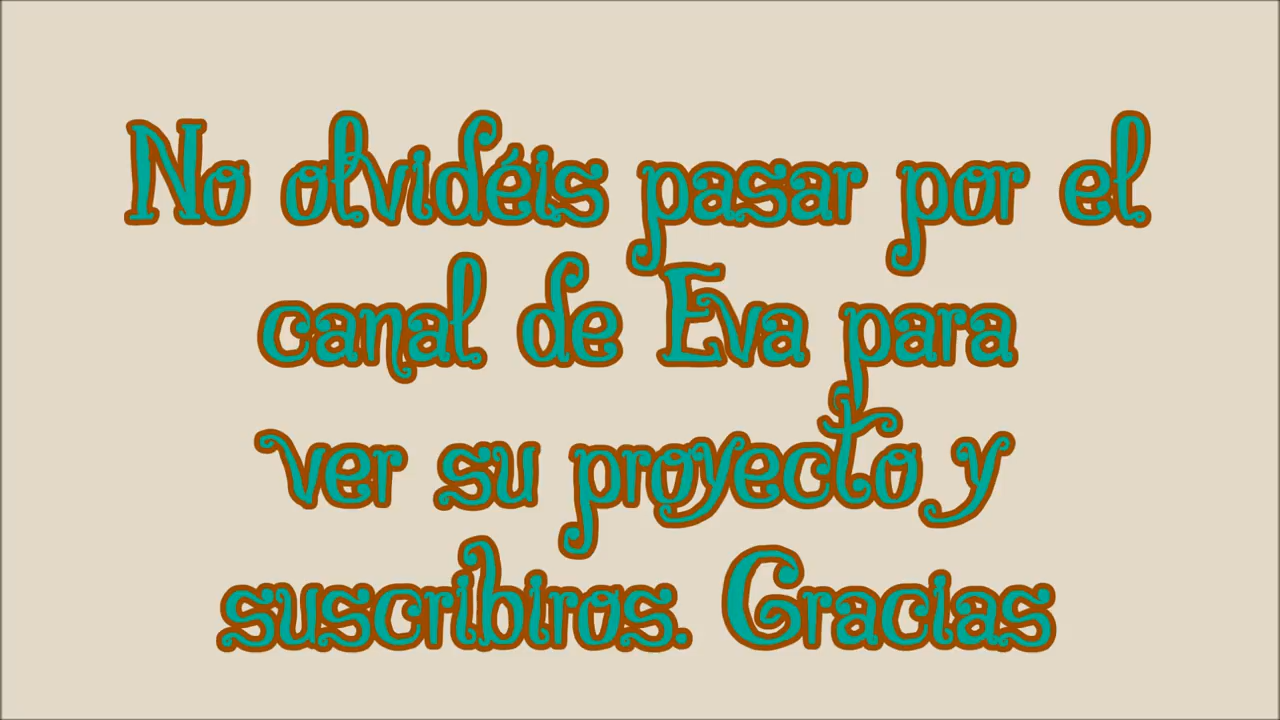 No olvidéis pasar por el
canal de Eva para
ver su proyecto y
suscribiros. Gracias